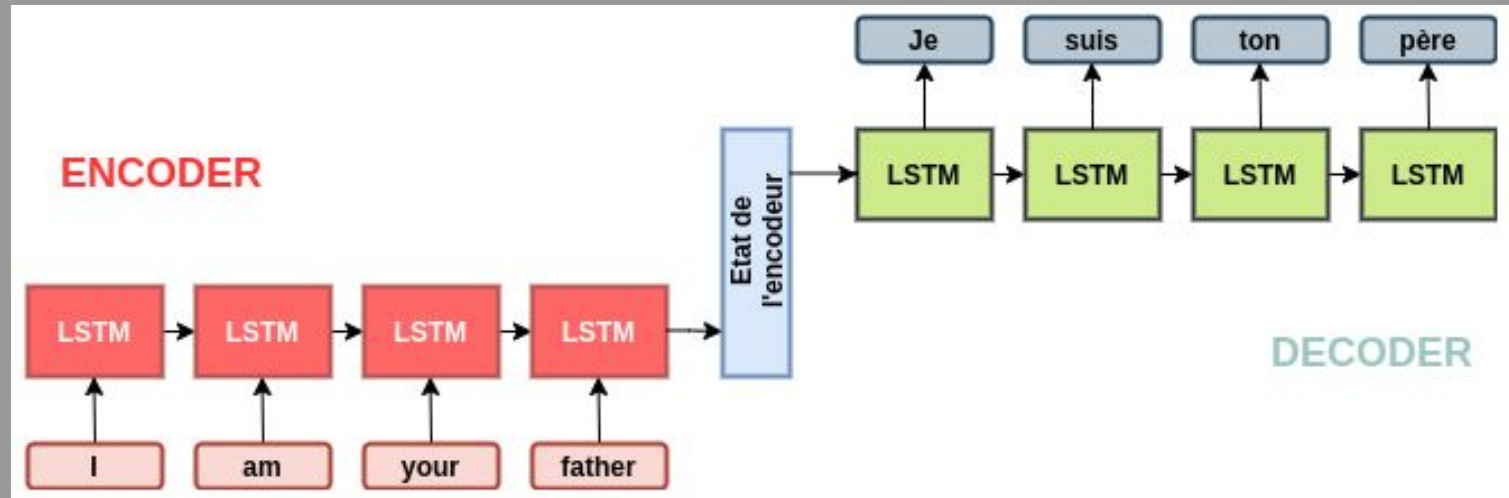 Je suis ton père
ENCODER
LSTM LSTM LSTM LSTM
Etat de
l'encodeur
LSTM LSTM LSTM LSTM
DECODER
I am your father